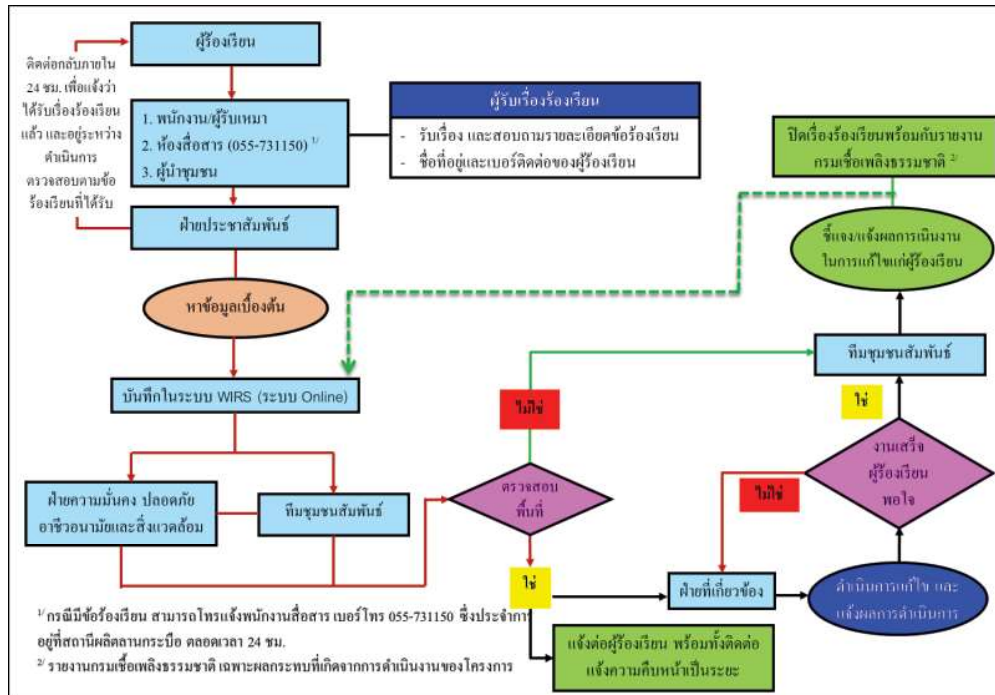 ผู้ร้องเรียน
ติดต่อกลับภายใน
24 ชม. เพื่อแจ้งว่า
ได้รับเรื่องร้องเรียน
แล้ว และอยู่ระหว่าง
ดำเนินการ
ตรวจสอบตามข้อ
ร้องเรียนที่ได้รับ
1. พนักงาน/ผู้รับเหมา
2. ห้องสื่อสาร (055-731150) 1/
3. ผู้นำชุมชน
ผู้รับเรื่องร้องเรียน
- รับเรื่อง และสอบถามรายละเอียดข้อร้องเรียน
- ชื่อที่อยู่และเบอร์ติดต่อของผู้ร้องเรียน
ปิดเรื่องร้องเรียนพร้อมกับรายงาน
กรมเชื้อเพลิงธรรมชาติ 2/
ฝ่ายประชาสัมพันธ์
ชี้แจง/แจ้งผลการเนินงาน
ในการแก้ไขแก่ผู้ร้องเรียน
หาข้อมูลเบื้องต้น
ทีมชุมชนสัมพันธ์
บันทึกในระบบ WIRS (ระบบ Online)
ไม่ใช่
ใช่
งานเสร็จ
ผู้ร้องเรียน
พอใจ
ไม่ใช่
ตรวจสอบ
พื้นที่
ฝ่ายความมั่นคง ปลอดภัย
อาชีวอนามัยและสิ่งแวดล้อม
ทีมชุมชนสัมพันธ์
ใช่
ฝ่ายที่เกี่ยวข้อง
ดำเนินการแก้ไข และ
แจ้งผลการดำเนินการ
แจ้งต่อผู้ร้องเรียน พร้อมทั้งติดต่อ
แจ้งความคืบหน้าเป็นระยะ
1/ กรณีมีข้อร้องเรียน สามารถโทรแจ้งพนักงานสื่อสาร เบอร์โทร 055-731150 ซึ่งประจำการ
อยู่ที่สถานีผลิตลานกระบือ ตลอดเวลา 24 ชม.
2/ รายงานกรมเชื้อเพลิงธรรมชาติ เฉพาะผลกระทบที่เกิดจากการดำเนินงานของโครงการ